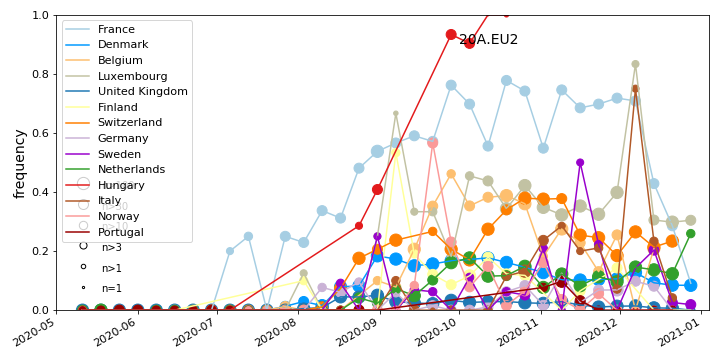 1.0
0.8
0.6
0.4
0.2
0.0
frequency
20A.EU2
France
Denmark
Belgium
Luxembourg
United Kingdom
Finland
Switzerland
Germany
Sweden
Netherlands
Hungary
Italy
Norway
Portugal
n>30
n>10
n>3
n>1
n=1
2020-05
2020-06
2020-07
2020-08
2020-09
2020-10
2020-11
2020-12
2021-01